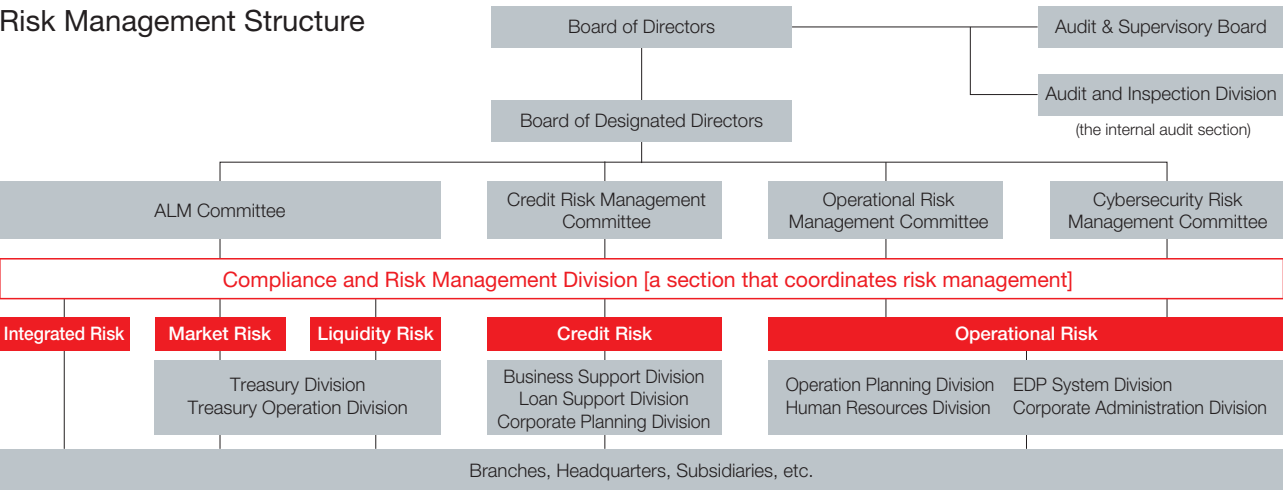 Risk Management Structure
Board of Directors
Audit & Supervisory Board
Audit and Inspection Division
(the internal audit section)
Board of Designated Directors
ALM Committee
Credit Risk Management
Committee
Operational Risk
Management Committee
Cybersecurity Risk
Management Committee
Compliance and Risk Management Division [a section that coordinates risk management]
Integrated Risk
Market Risk
Liquidity Risk
Credit Risk
Operational Risk
Treasury Division
Treasury Operation Division
Business Support Division
Loan Support Division
Corporate Planning Division
Operation Planning Division
Human Resources Division
EDP System Division
Corporate Administration Division
Branches, Headquarters, Subsidiaries, etc.